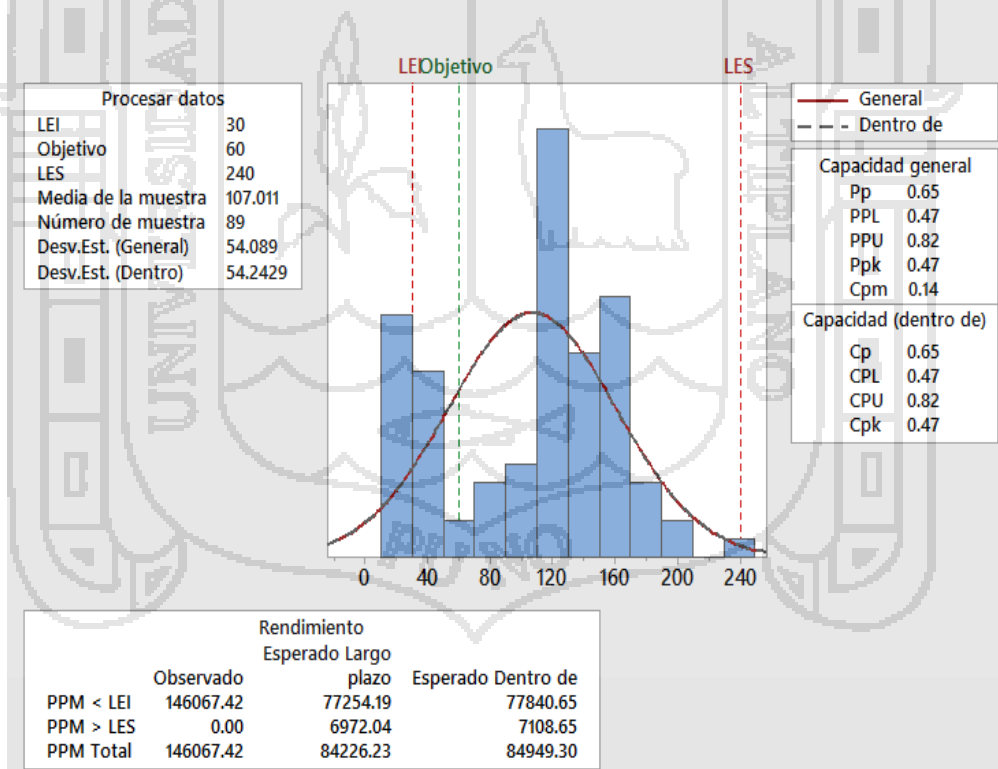 LEI Objetivo LES
Procesar datos
LEI 30
Objetivo 60
LES 240
Media de la muestra 107.011
Número de muestra 89
Desv.Est. (General) 54.089
Desv.Est. (Dentro) 54.2429
General
Dentro de
Capacidad general
Pp 0.65
PPL 0.47
PPU 0.82
Ppk 0.47
Cpm 0.14
Capacidad (dentro de)
Cp 0.65
CPL 0.47
CPU 0.82
Cpk 0.47
0 40 80 120 160 200 240
Rendimiento
Esperado Largo
Observado plazo Esperado Dentro de
PPM < LEI 146067.42 77254.19 77840.65
PPM > LES 0.00 6972.04 7108.65
PPM Total 146067.42 84226.23 84949.30